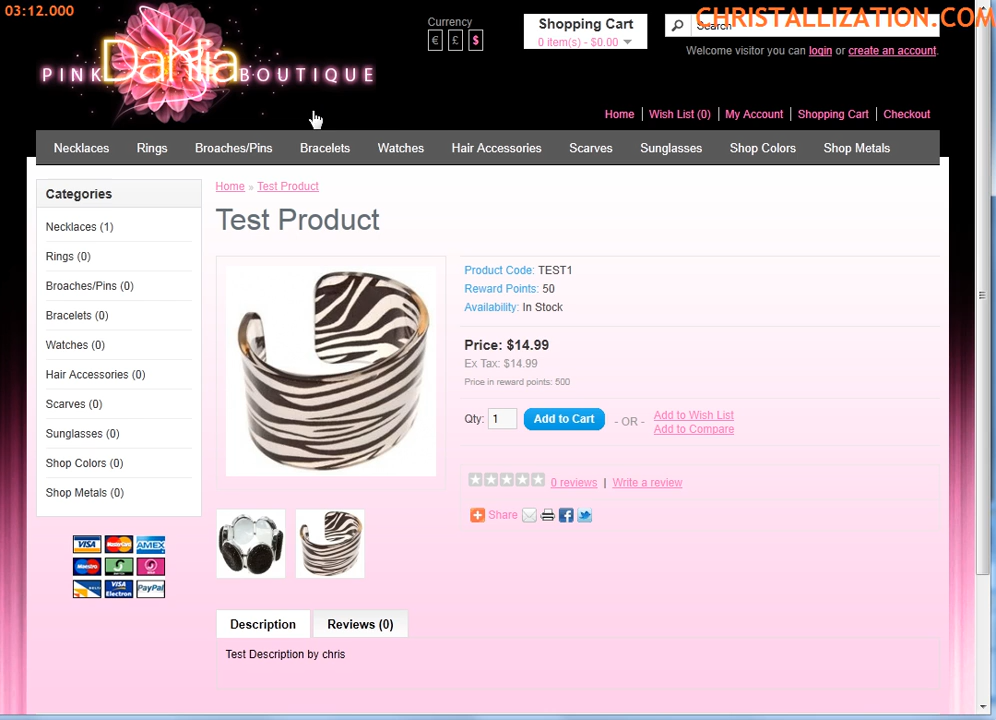 03:12.000
CHRISTALLIZATION.COM
PINK Dahlia BOUTIQUE
Currency
€ £ $
Shopping Cart
0 item(s) - $0.00
Search
Welcome visitor you can login or create an account.
Home Wish List (0) My Account Shopping Cart Checkout
Necklaces Rings Broaches/Pins Bracelets Watches Hair Accessories Scarves Sunglasses Shop Colors Shop Metals
Categories
Necklaces (1)
Rings (0)
Broaches/Pins (0)
Bracelets (0)
Watches (0)
Hair Accessories (0)
Scarves (0)
Sunglasses (0)
Shop Colors (0)
Shop Metals (0)
VISA MasterCard AMEX
Maestro
VISA Electron PayPal
Home » Test Product
Test Product
Product Code: TEST1
Reward Points: 50
Availability: In Stock
Price: $14.99
Ex Tax: $14.99
Price in reward points: 500
Qty: 1 Add to Cart - OR - Add to Wish List
Add to Compare
0 reviews | Write a review
Share
Description Reviews (0)
Test Description by chris